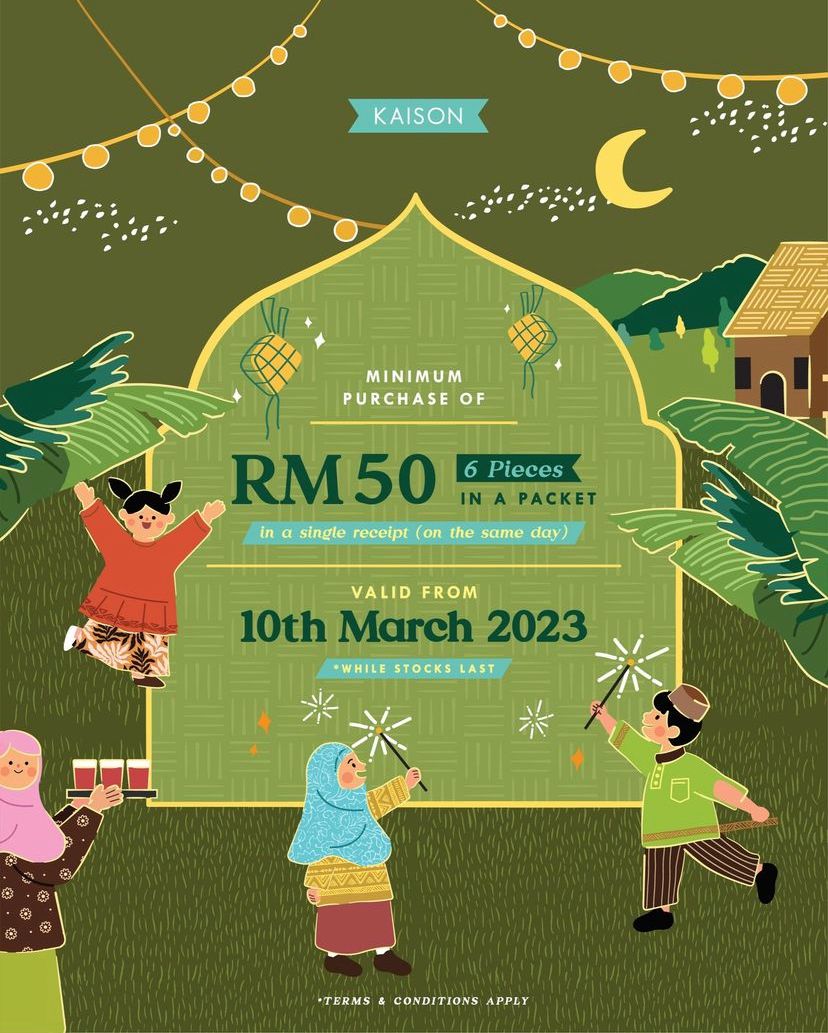 KAISON
MINIMUM
PURCHASE OF
RM50 6 Pieces
IN A PACKET
in a single receipt (on the same day)
VALID FROM
10th March 2023
*WHILE STOCKS LAST
*TERMS & CONDITIONS APPLY